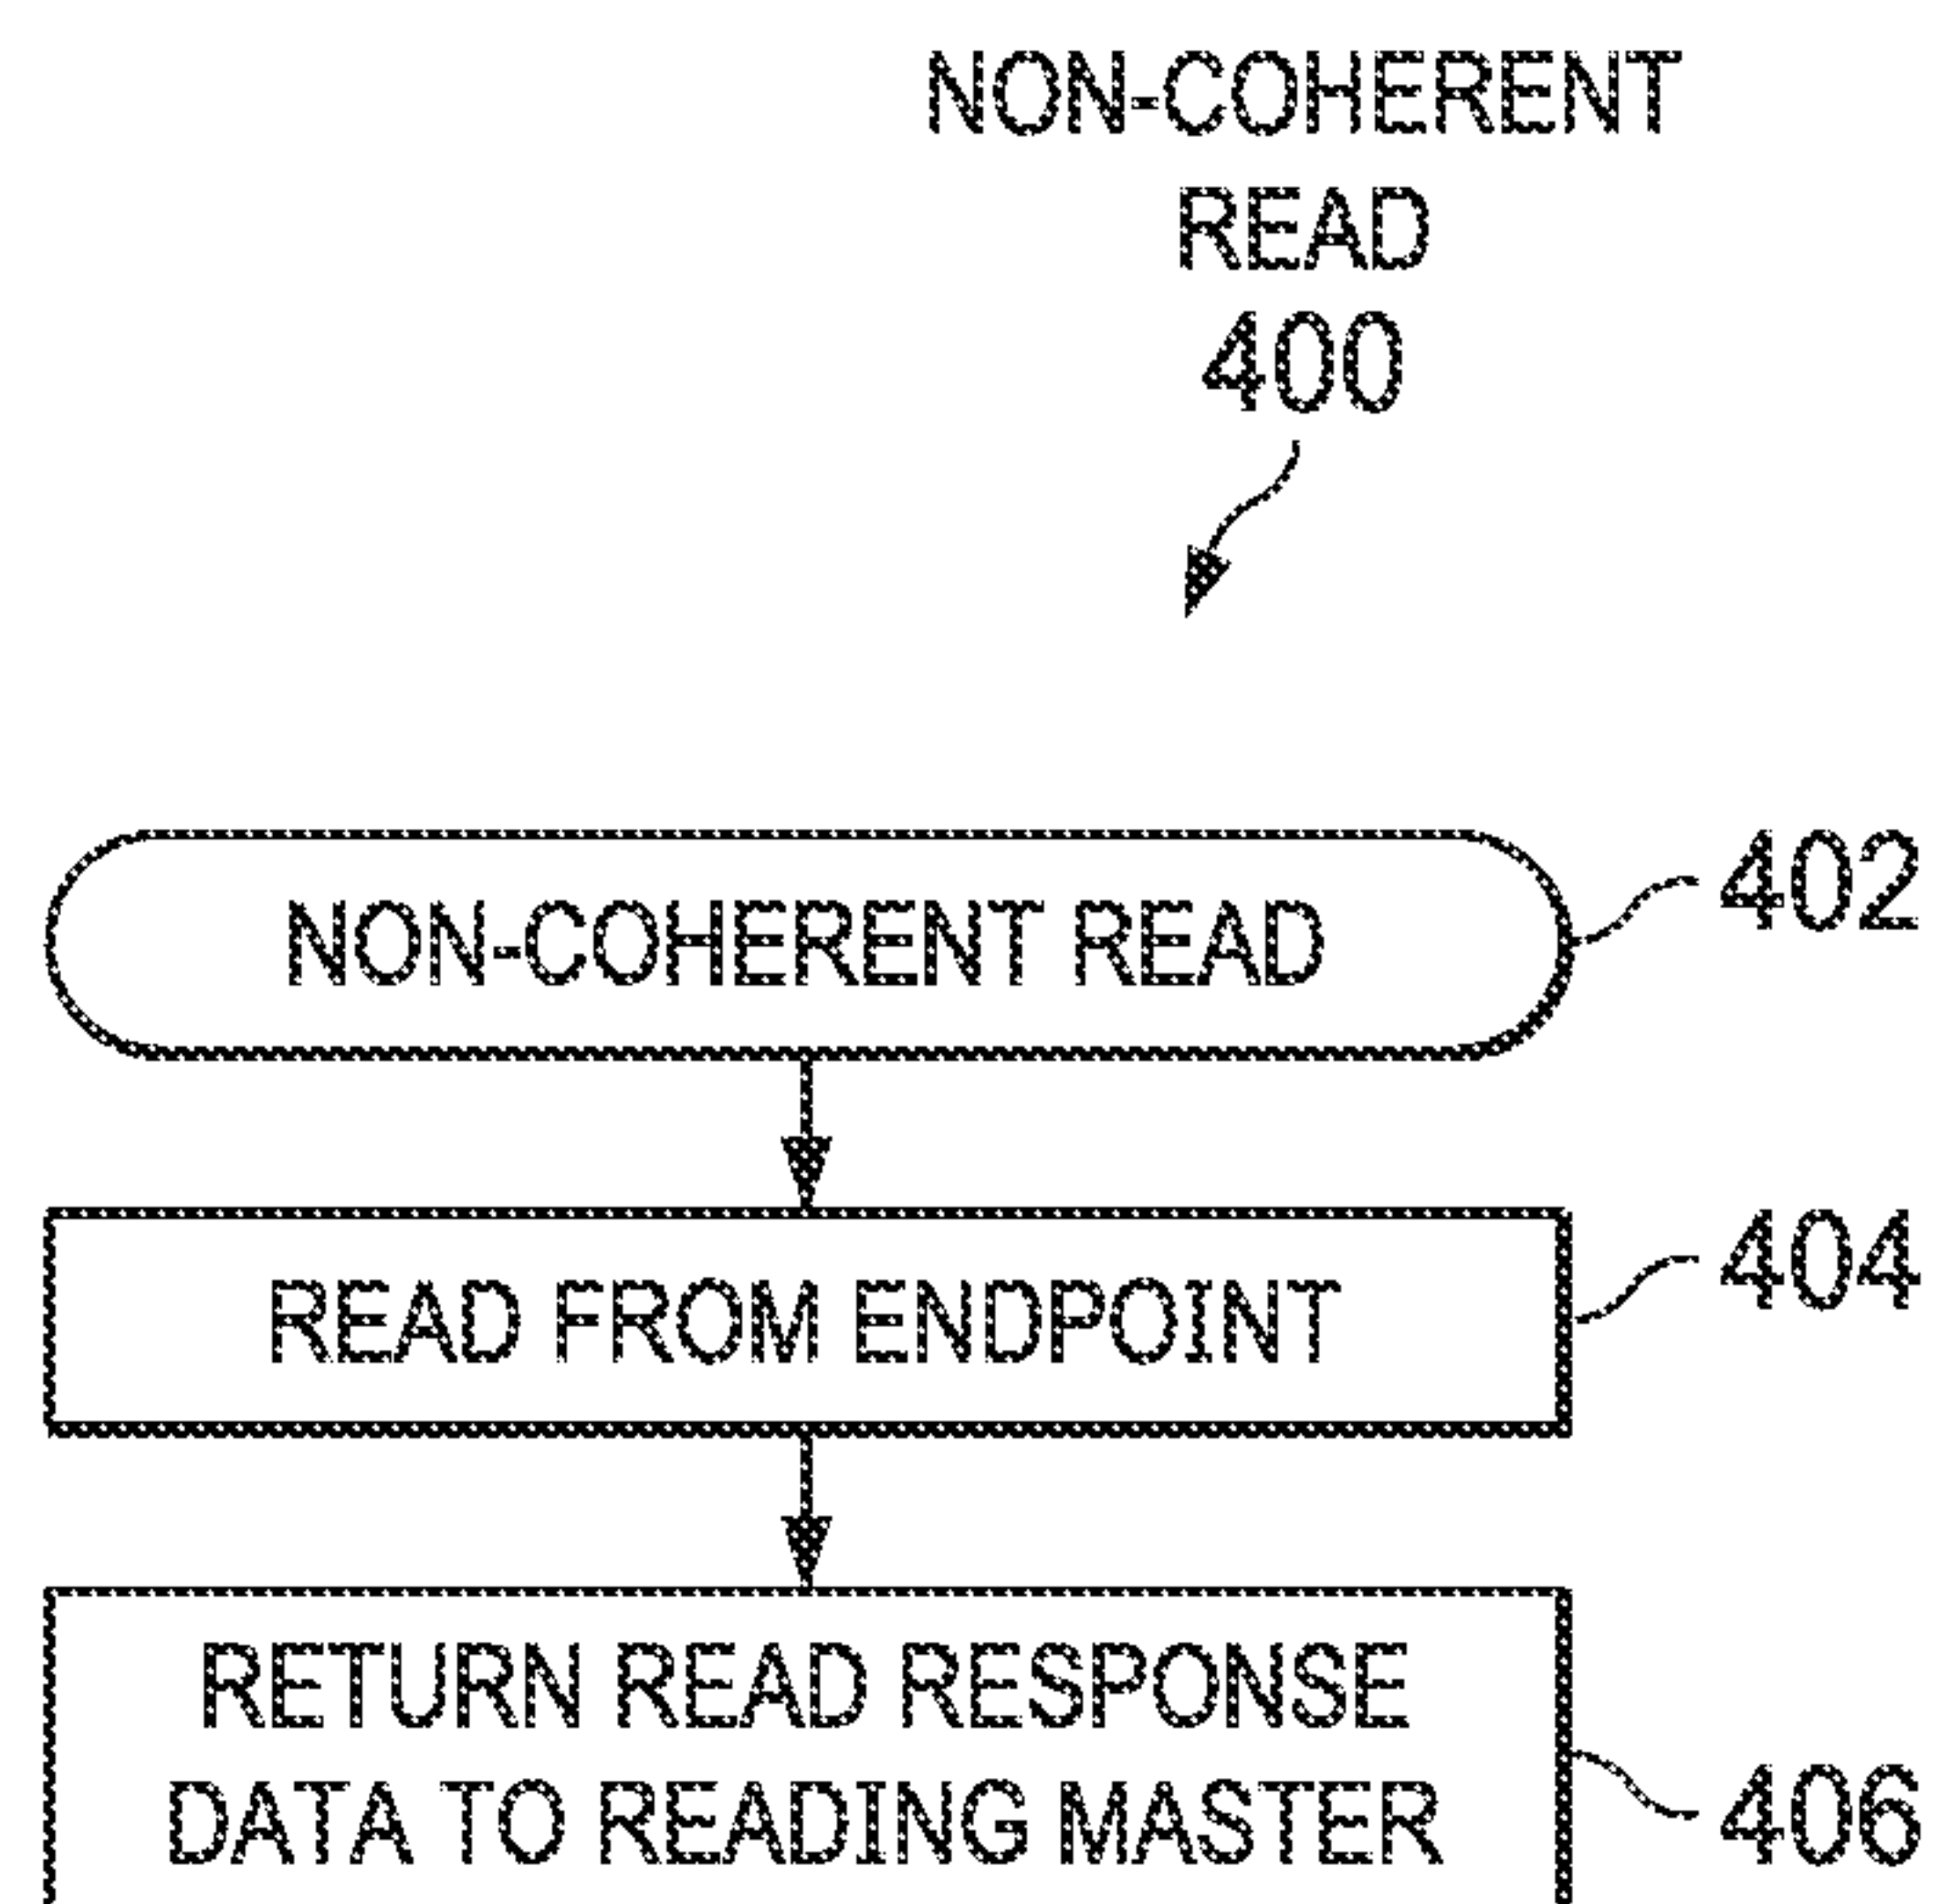 NON-COHERENT
READ
400
NON-COHERENT READ
402
READ FROM ENDPOINT
404
RETURN READ RESPONSE
DATA TO READING MASTER
406